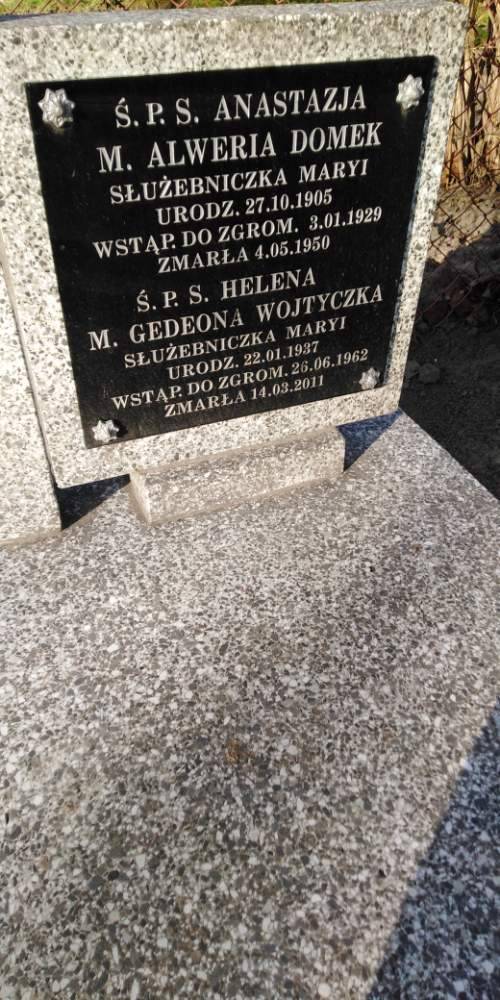 Ś. P. S. ANASTAZJA
M. ALWERIA DOMEK
SŁUŻEBNICZKA MARYI
URODZ. 27.10.1905
WSTĄP. DO ZGROM. 3.01.1929
ZMARŁA 4.05.1950
Ś. P. S. HELENA
M. GEDEONA WOJTYCZKA
SŁUŻEBNICZKA MARYI
URODZ. 22.01.1937
WSTĄP. DO ZGROM. 26.06.1962
ZMARŁA 14.03.2011